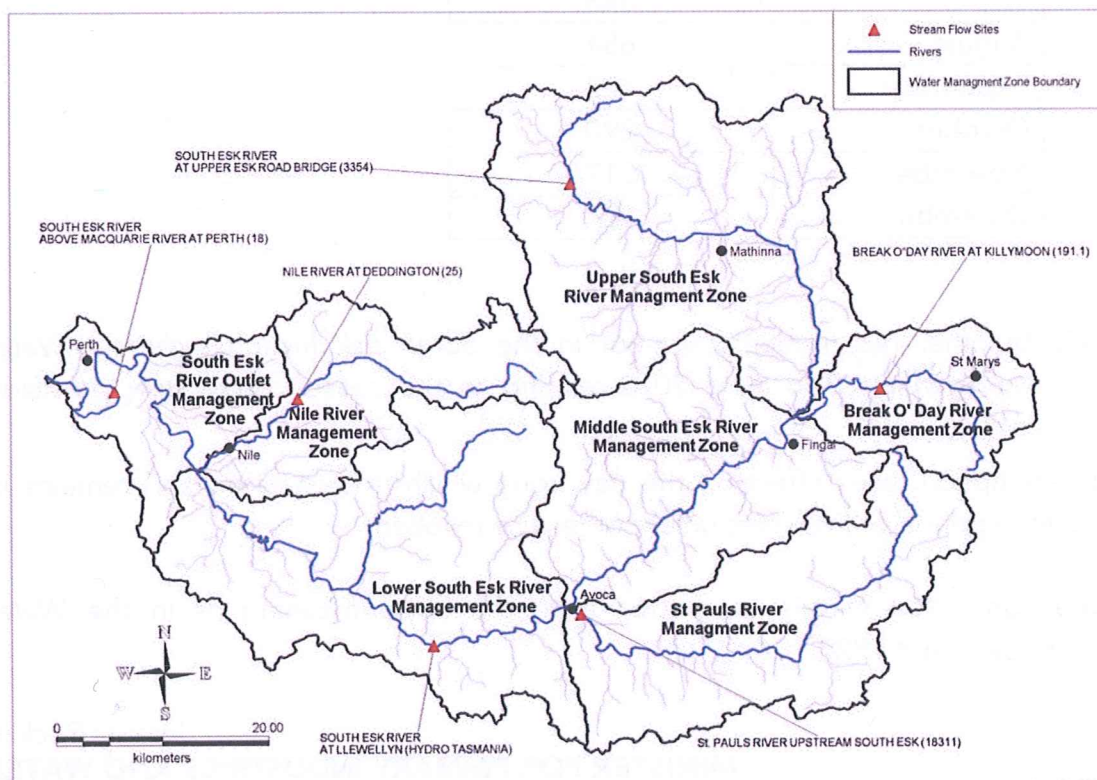 Stream Flow Sites
Rivers
Water Managment Zone Boundary
SOUTH ESK RIVER
AT UPPER ESK ROAD BRIDGE (3354)
SOUTH ESK RIVER
ABOVE MACQUARIE RIVER AT PERTH (18)
NILE RIVER AT DEDDINGTON (25)
Mathinna
BREAK O"DAY RIVER AT KILLYMOON (191.1)
Upper South Esk
River Managment Zone
Perth
South Esk
River Outlet
Management
Zone
St Marys
Nile River
Management
Zone
Middle South Esk River
Management Zone
Break O' Day River
Management Zone
Nile
Fingal
Lower South Esk River
Management Zone
Avoca
St Pauls River
Managment Zone
N
W
E
S
0
20.00
kilometers
SOUTH ESK RIVER
AT LLEWELLYN (HYDRO TASMANIA)
St. PAULS RIVER UPSTREAM SOUTH ESK (18311)